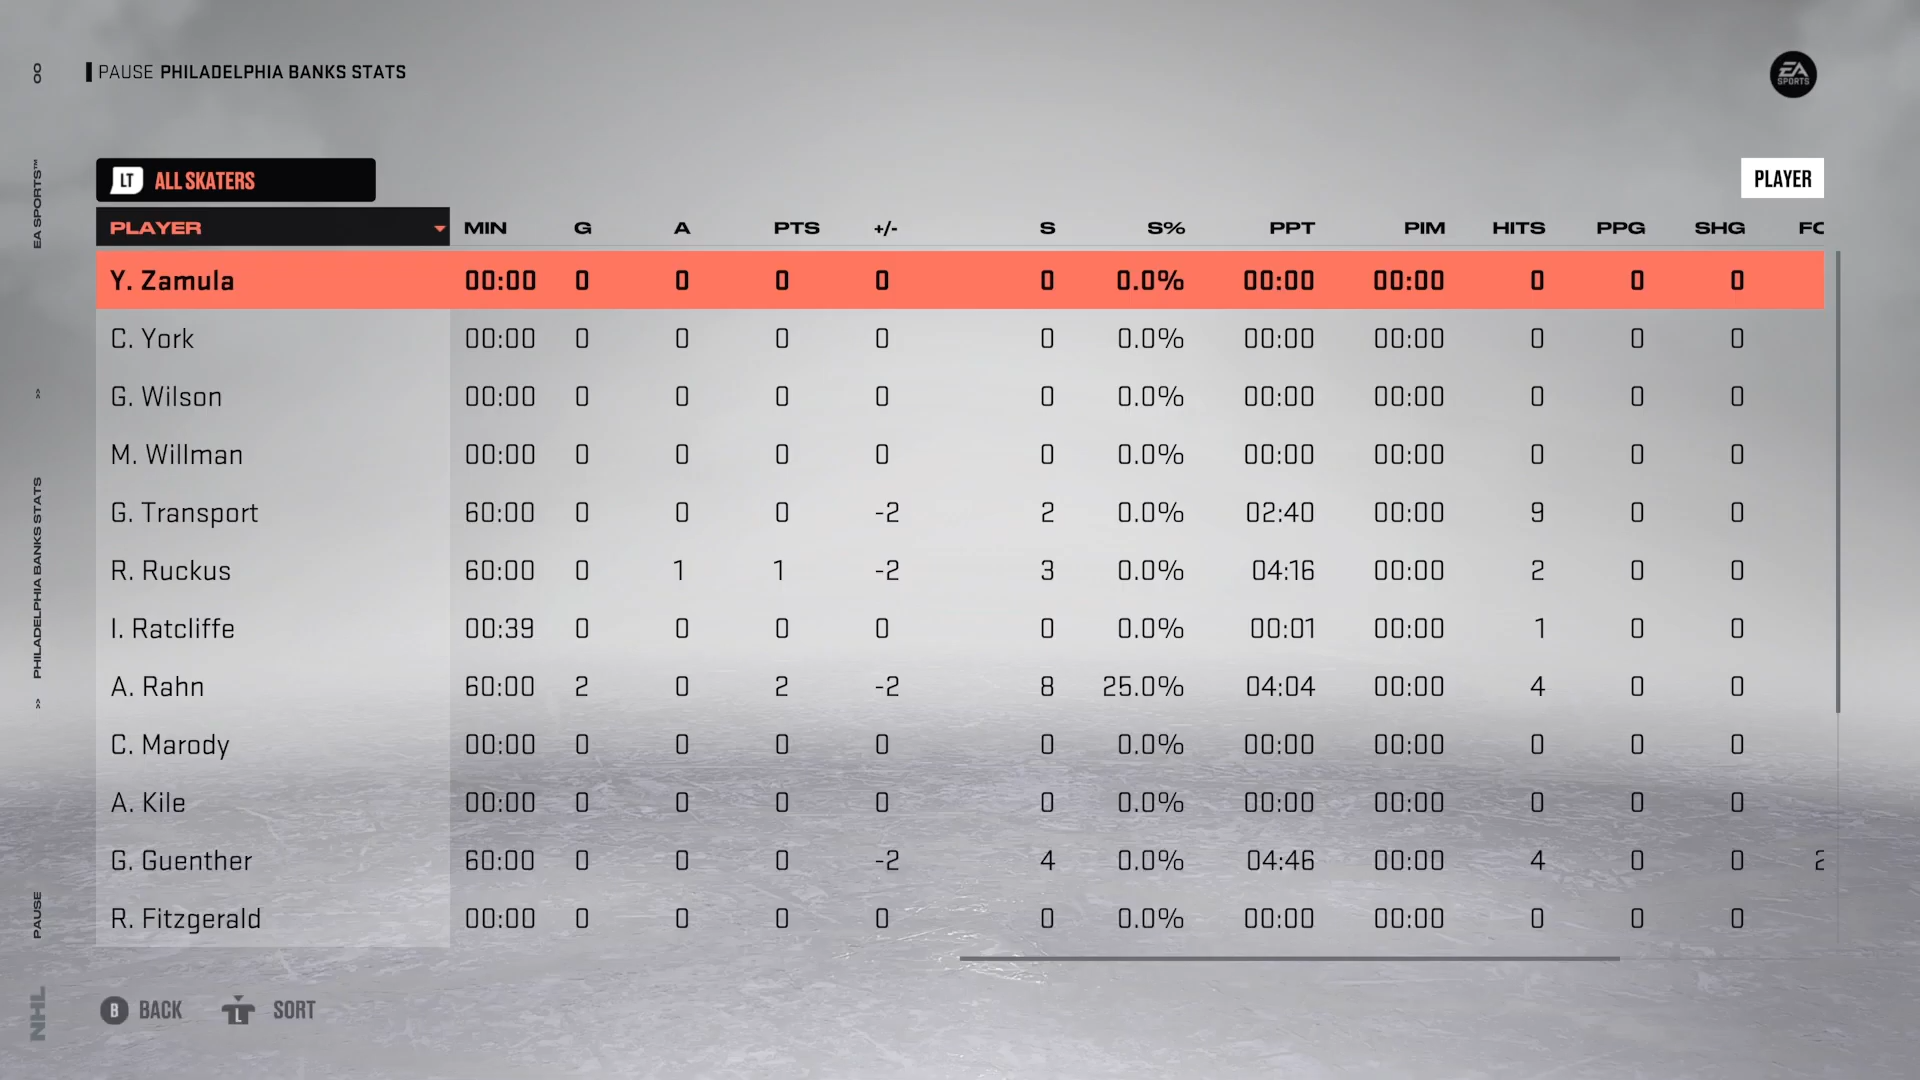 PAUSE PHILADELPHIA BANKS STATS
EA SPORTS
LT ALL SKATERS
PLAYER
PLAYER MIN G A PTS +/- S S% PPT PIM HITS PPG SHG
Y. Zamula 00:00 0 0 0 0 0 0.0% 00:00 00:00 0 0 0
C. York 00:00 0 0 0 0 0 0.0% 00:00 00:00 0 0 0
G. Wilson 00:00 0 0 0 0 0 0.0% 00:00 00:00 0 0 0
M. Willman 00:00 0 0 0 0 0 0.0% 00:00 00:00 0 0 0
G. Transport 60:00 0 0 0 -2 2 0.0% 02:40 00:00 9 0 0
R. Ruckus 60:00 0 1 1 -2 3 0.0% 04:16 00:00 2 0 0
I. Ratcliffe 00:39 0 0 0 0 0 0.0% 00:01 00:00 1 0 0
A. Rahn 60:00 2 0 2 -2 8 25.0% 04:04 00:00 4 0 0
C. Marody 00:00 0 0 0 0 0 0.0% 00:00 00:00 0 0 0
A. Kile 00:00 0 0 0 0 0 0.0% 00:00 00:00 0 0 0
G. Guenther 60:00 0 0 0 -2 4 0.0% 04:46 00:00 4 0 0
R. Fitzgerald 00:00 0 0 0 0 0 0.0% 00:00 00:00 0 0 0
B BACK L SORT
NHL PAUSE >> PHILADELPHIA BANKS STATS >> EA SPORTS™